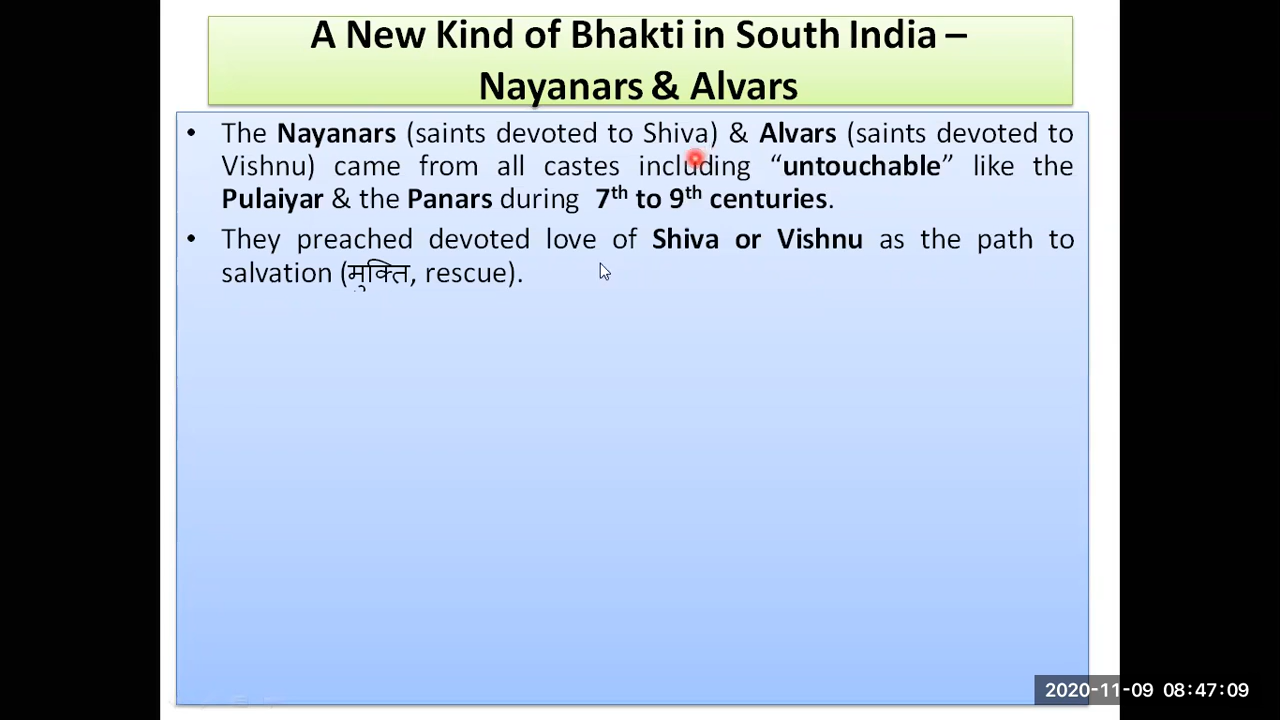 A New Kind of Bhakti in South India –
Nayanars & Alvars
• The Nayanars (saints devoted to Shiva) & Alvars (saints devoted to
Vishnu) came from all castes including “untouchable” like the
Pulaiyar & the Panars during 7th to 9th centuries.
• They preached devoted love of Shiva or Vishnu as the path to
salvation (मुक्ति, rescue).
2020-11-09 08:47:09